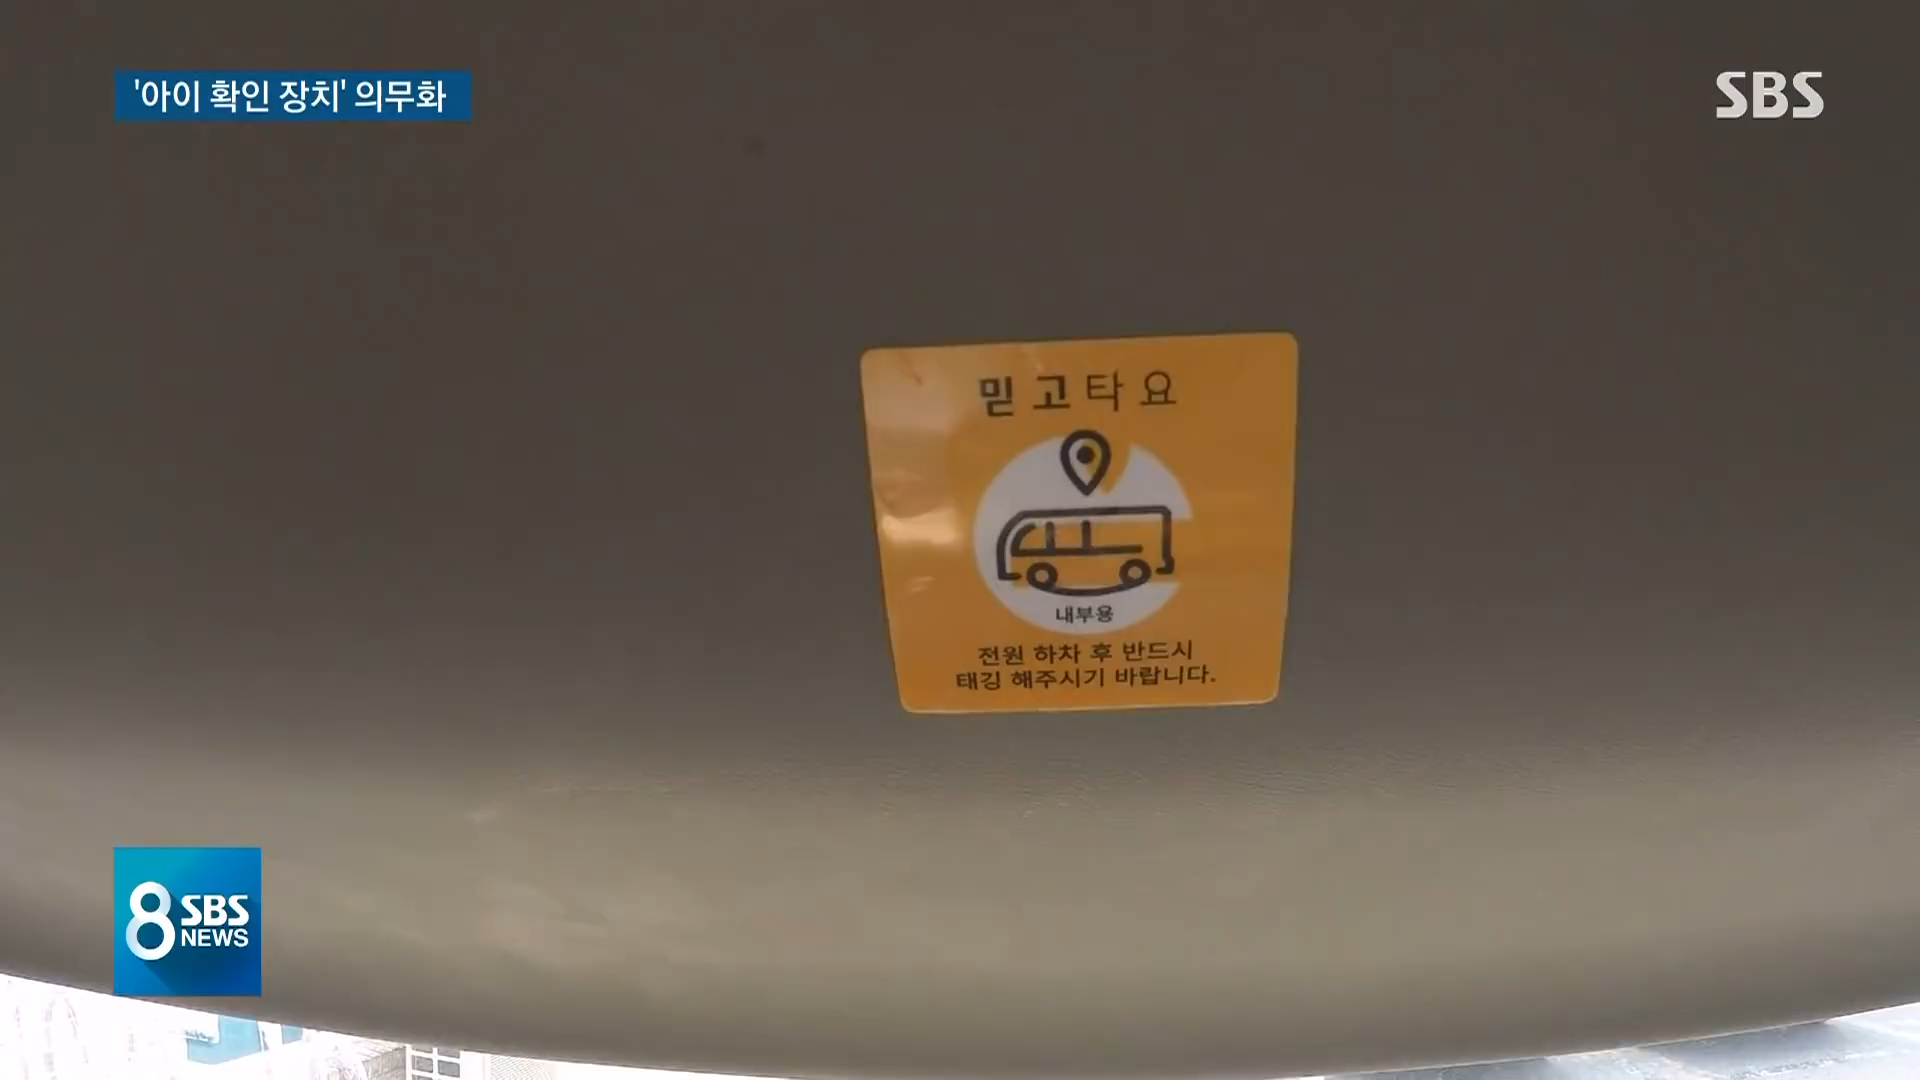 '아이 확인 장치' 의무화
SBS
믿고타요
내부용
전원 하차 후 반드시
태깅 해주시기 바랍니다.
8 SBS
NEWS